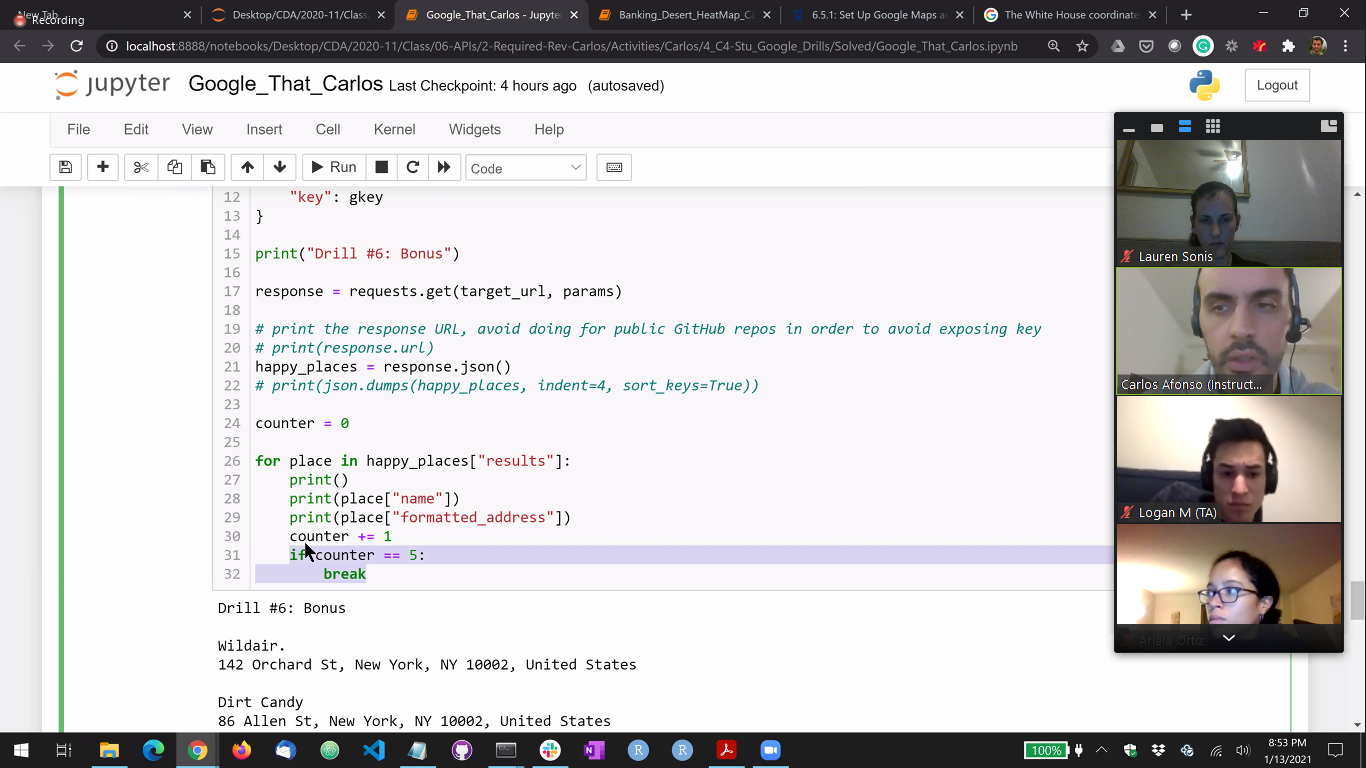 New Tab
Recording
Desktop/CDA/2020-11/Class
Google_That_Carlos - Jupyte
Banking_Desert_HeatMap_C
6.5.1: Set Up Google Maps a
The White House coordinate
localhost:8888/notebooks/Desktop/CDA/2020-11/Class/06-APIs/2-Required-Rev-Carlos/Activities/Carlos/4_C4-Stu_Google_Drills/Solved/Google_That_Carlos.ipynb
jupyter Google_That_Carlos Last Checkpoint: 4 hours ago (autosaved)
Logout
File Edit View Insert Cell Kernel Widgets Help
Run
Code
12     "key": gkey
13 }
14
15 print("Drill #6: Bonus")
16
17 response = requests.get(target_url, params)
18
19 # print the response URL, avoid doing for public GitHub repos in order to avoid exposing key
20 # print(response.url)
21 happy_places = response.json()
22 # print(json.dumps(happy_places, indent=4, sort_keys=True))
23
24 counter = 0
25
26 for place in happy_places["results"]:
27     print()
28     print(place["name"])
29     print(place["formatted_address"])
30     counter += 1
31     if counter == 5:
32         break
Drill #6: Bonus
Wildair.
142 Orchard St, New York, NY 10002, United States
Dirt Candy
86 Allen St, New York, NY 10002, United States
Lauren Sonis
Carlos Afonso (Instruct...
Logan M (TA)
Ariela Ortiz
100%
8:53 PM
1/13/2021